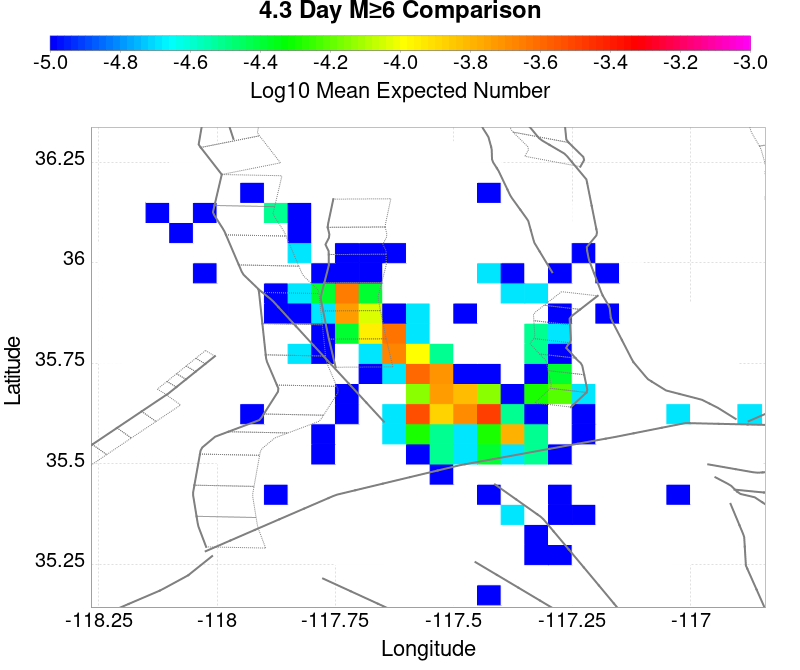 4.3 Day M≥6 Comparison
-5.0 -4.8 -4.6 -4.4 -4.2 -4.0 -3.8 -3.6 -3.4 -3.2 -3.0
Log10 Mean Expected Number
36.25
36
35.75
35.5
35.25
Latitude
-118.25 -118 -117.75 -117.5 -117.25 -117
Longitude